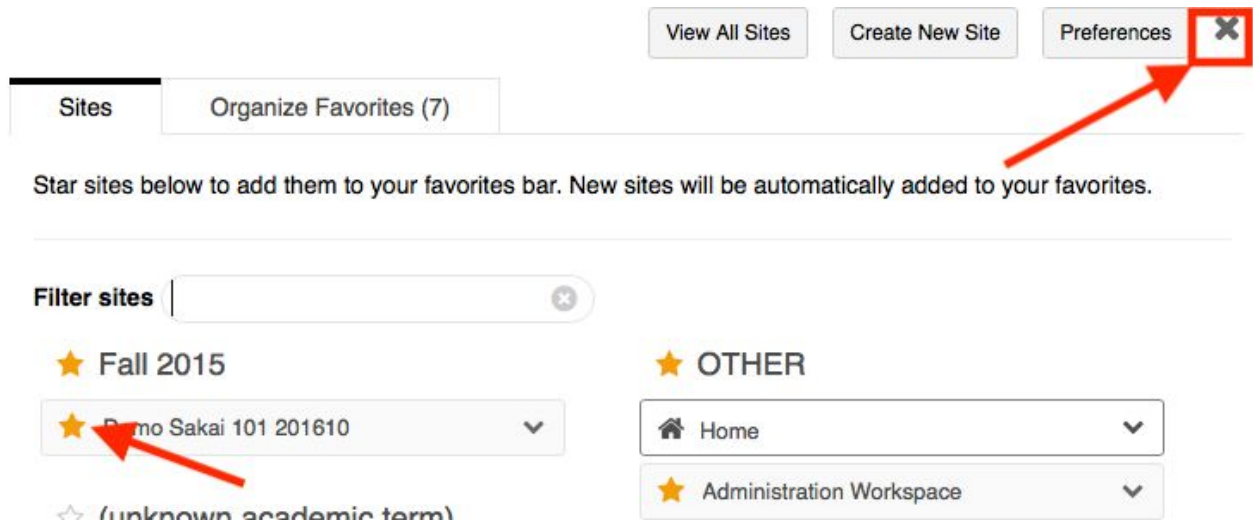 View All Sites
Create New Site
Preferences
Sites
Organize Favorites (7)
Star sites below to add them to your favorites bar. New sites will be automatically added to your favorites.
Filter sites
Fall 2015
OTHER
Demo Sakai 101 201610
Home
Administration Workspace
(unknown academic term)